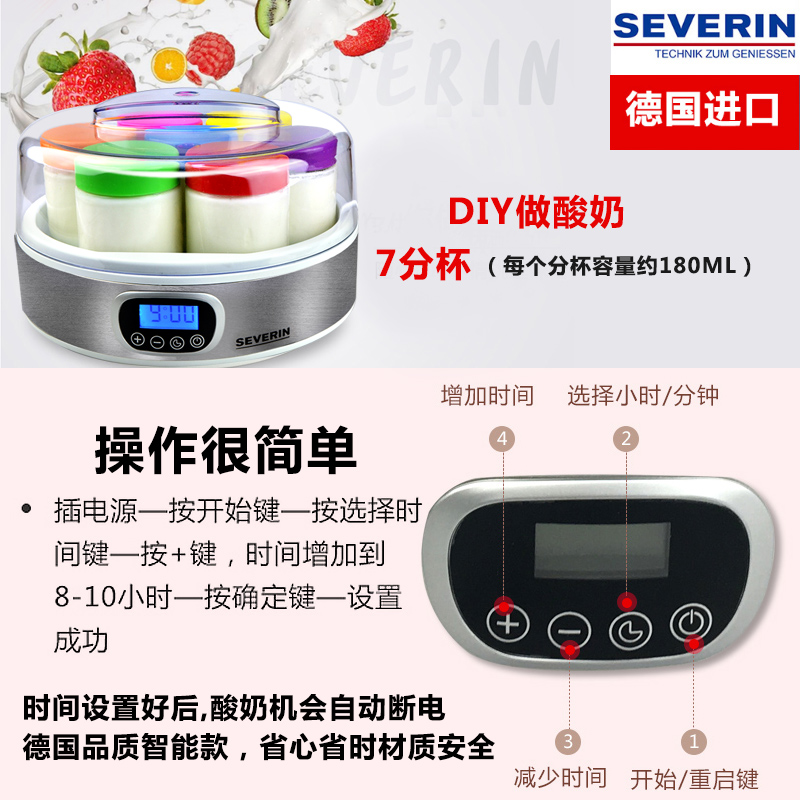 SEVERIN
TECHNIK ZUM GENIESSEN
德国进口
VERIN
DIY做酸奶
7分杯（每个分杯容量约180ML）
9:00
SEVERIN
增加时间 选择小时/分钟
4 2
操作很简单
• 插电源—按开始键—按选择时
间键—按+键，时间增加到
8-10小时—按确定键—设置
成功
时间设置好后,酸奶机会自动断电
德国品质智能款，省心省时材质安全
3 1
减少时间 开始/重启键